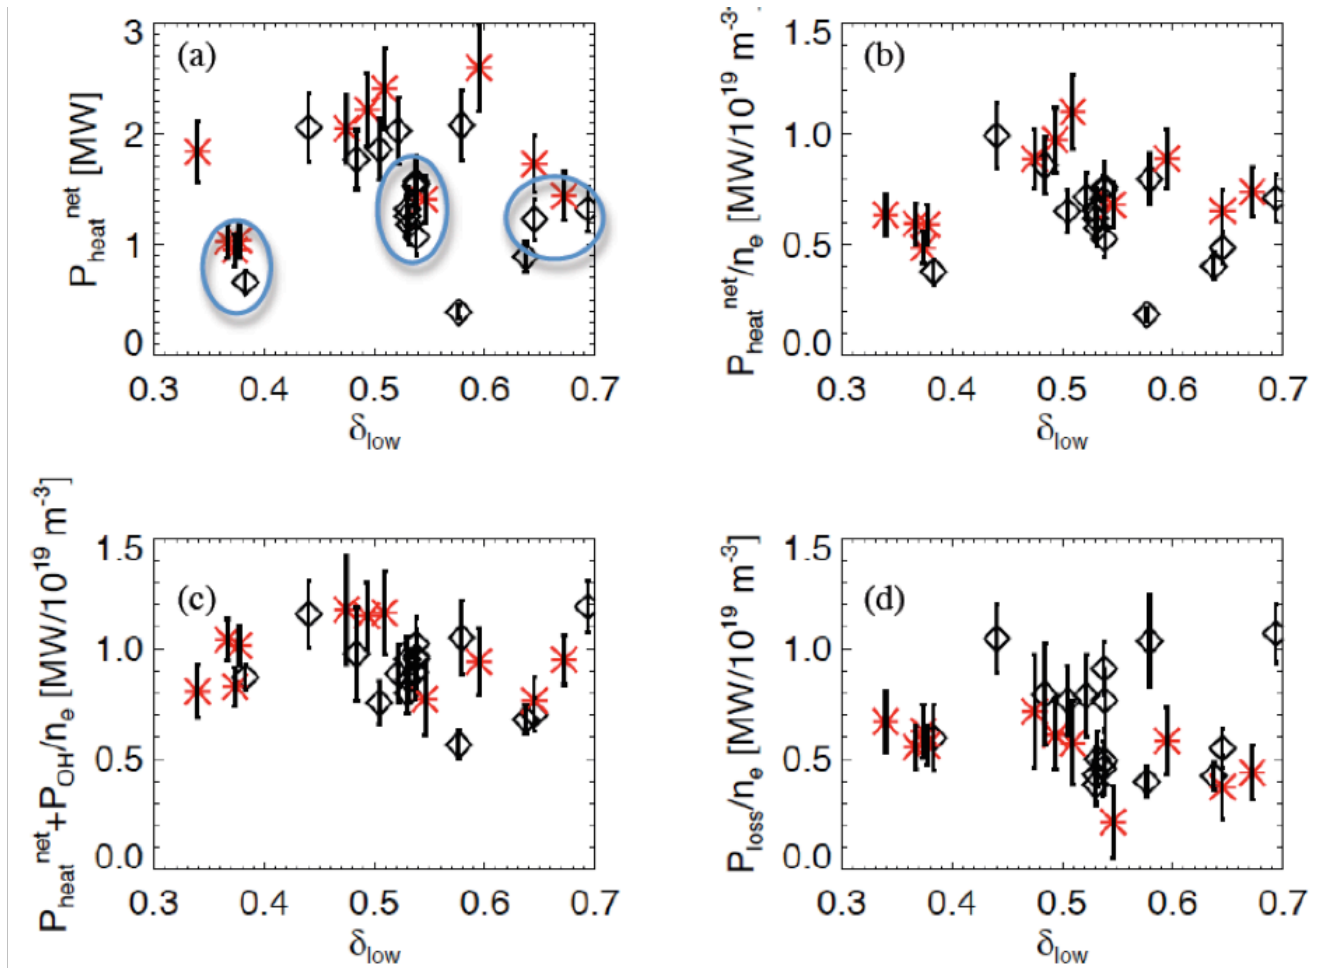 (a)
P_heat^net [MW]
3
2
1
0
0.3 0.4 0.5 0.6 0.7
δ_low
(b)
P_heat^net/n_e [MW/10^19 m^-3]
1.5
1.0
0.5
0.0
0.3 0.4 0.5 0.6 0.7
δ_low
(c)
P_heat^net+P_OH/n_e [MW/10^19 m^-3]
1.5
1.0
0.5
0.0
0.3 0.4 0.5 0.6 0.7
δ_low
(d)
P_loss/n_e [MW/10^19 m^-3]
1.5
1.0
0.5
0.0
0.3 0.4 0.5 0.6 0.7
δ_low